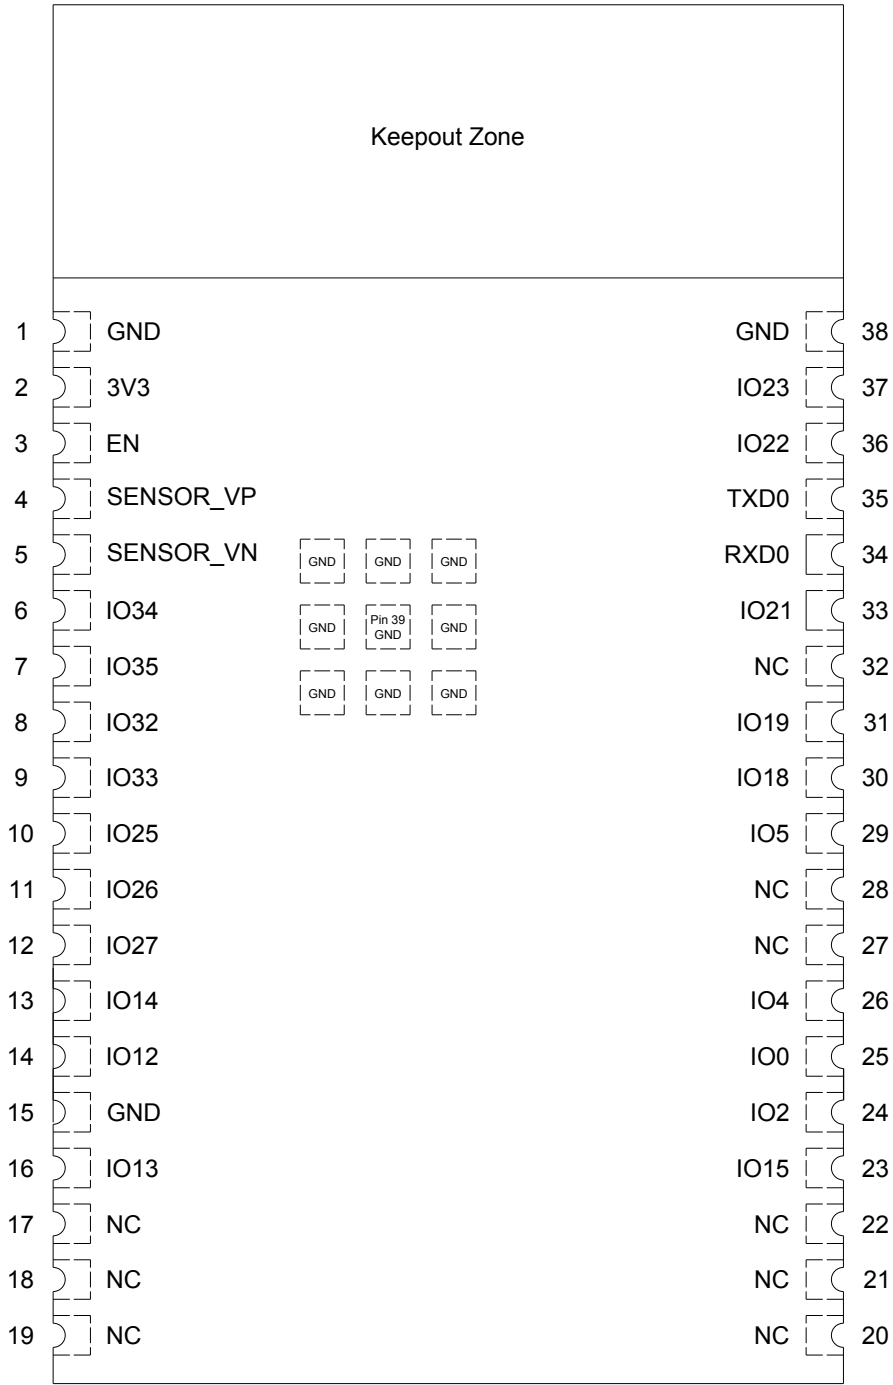 Keepout Zone
1 GND GND 38
2 3V3 IO23 37
3 EN IO22 36
4 SENSOR_VP TXD0 35
5 SENSOR_VN GND GND GND RXD0 34
6 IO34 GND Pin 39 GND GND IO21 33
7 IO35 GND GND GND NC 32
8 IO32 IO19 31
9 IO33 IO18 30
10 IO25 IO5 29
11 IO26 NC 28
12 IO27 NC 27
13 IO14 IO4 26
14 IO12 IO0 25
15 GND IO2 24
16 IO13 IO15 23
17 NC NC 22
18 NC NC 21
19 NC NC 20